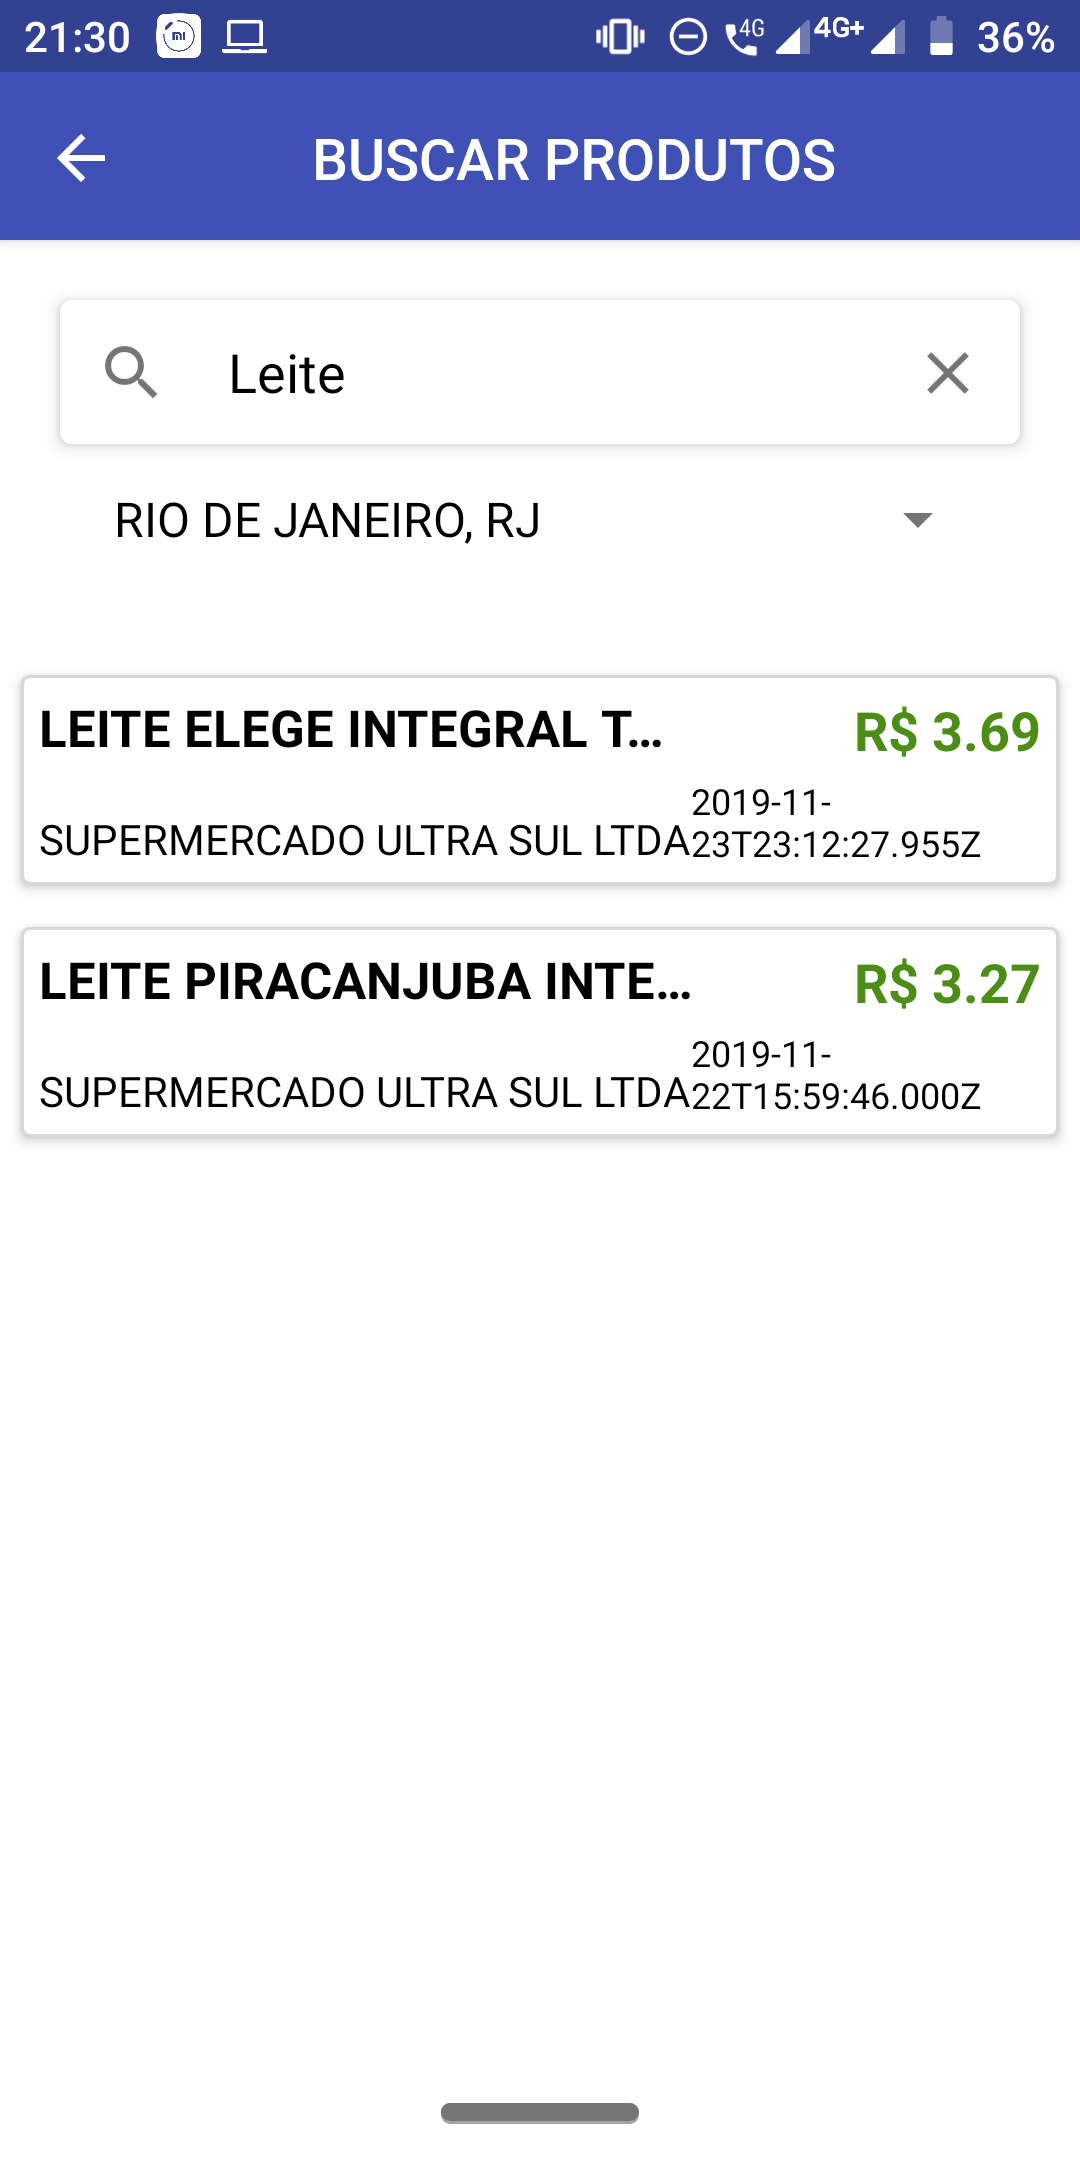 21:30 mi 4G 4G+ 36%
BUSCAR PRODUTOS
Leite
RIO DE JANEIRO, RJ
LEITE ELEGE INTEGRAL T... R$ 3.69
SUPERMERCADO ULTRA SUL LTDA
2019-11-
23T23:12:27.955Z
LEITE PIRACANJUBA INTE... R$ 3.27
SUPERMERCADO ULTRA SUL LTDA
2019-11-
22T15:59:46.000Z